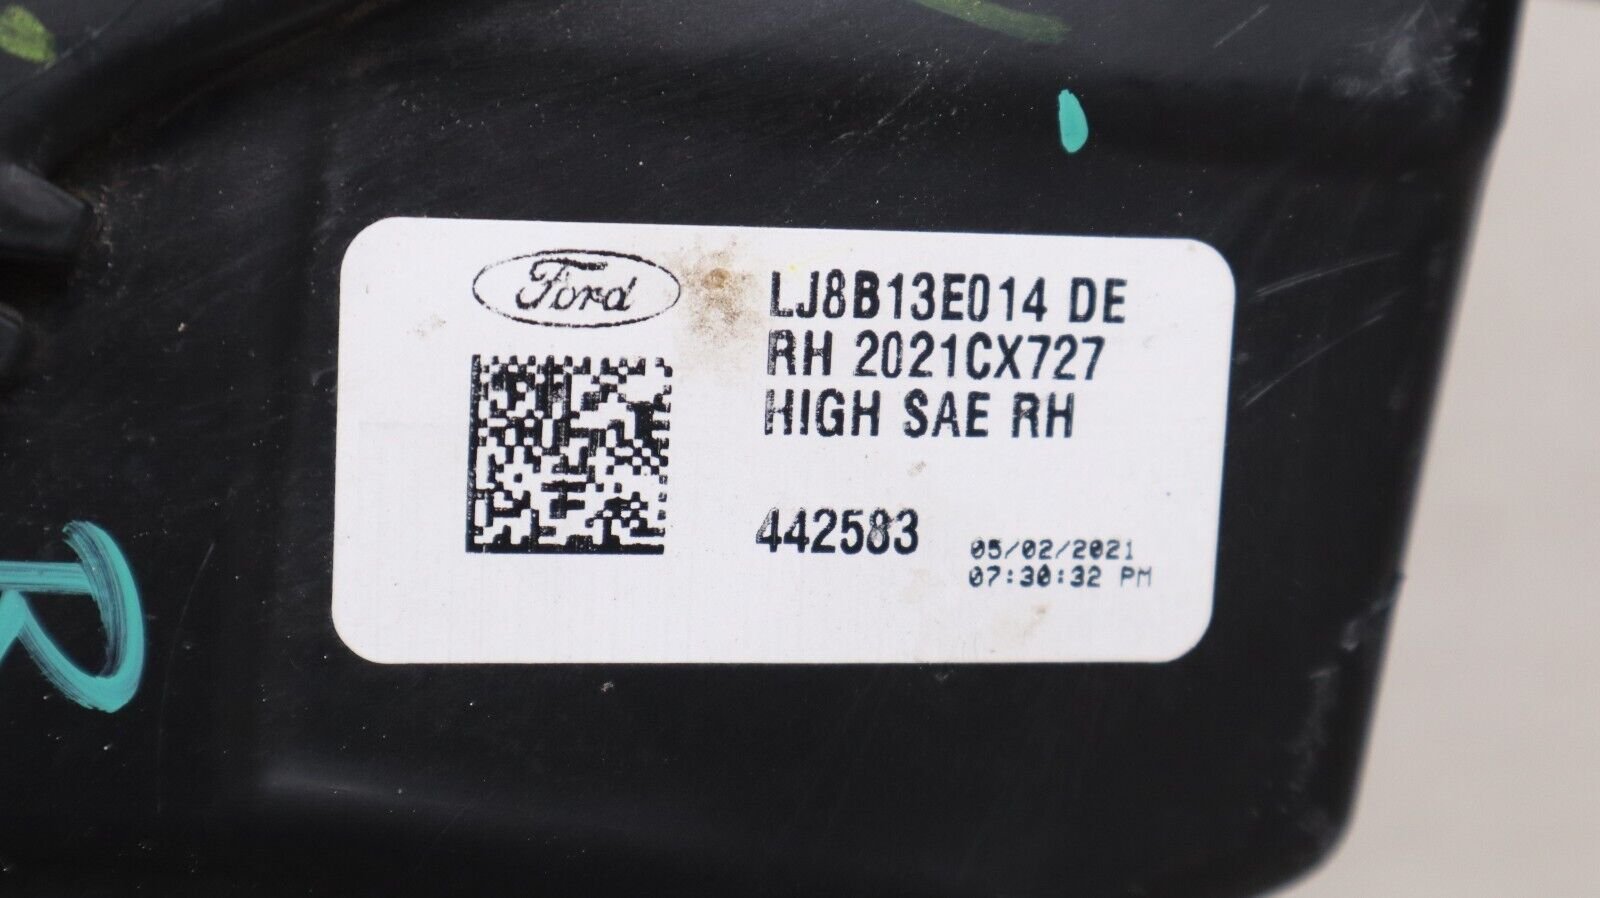 Ford
LJ8B13E014 DE
RH 2021CX727
HIGH SAE RH
442583
05/02/2021
07:30:32 PM
R